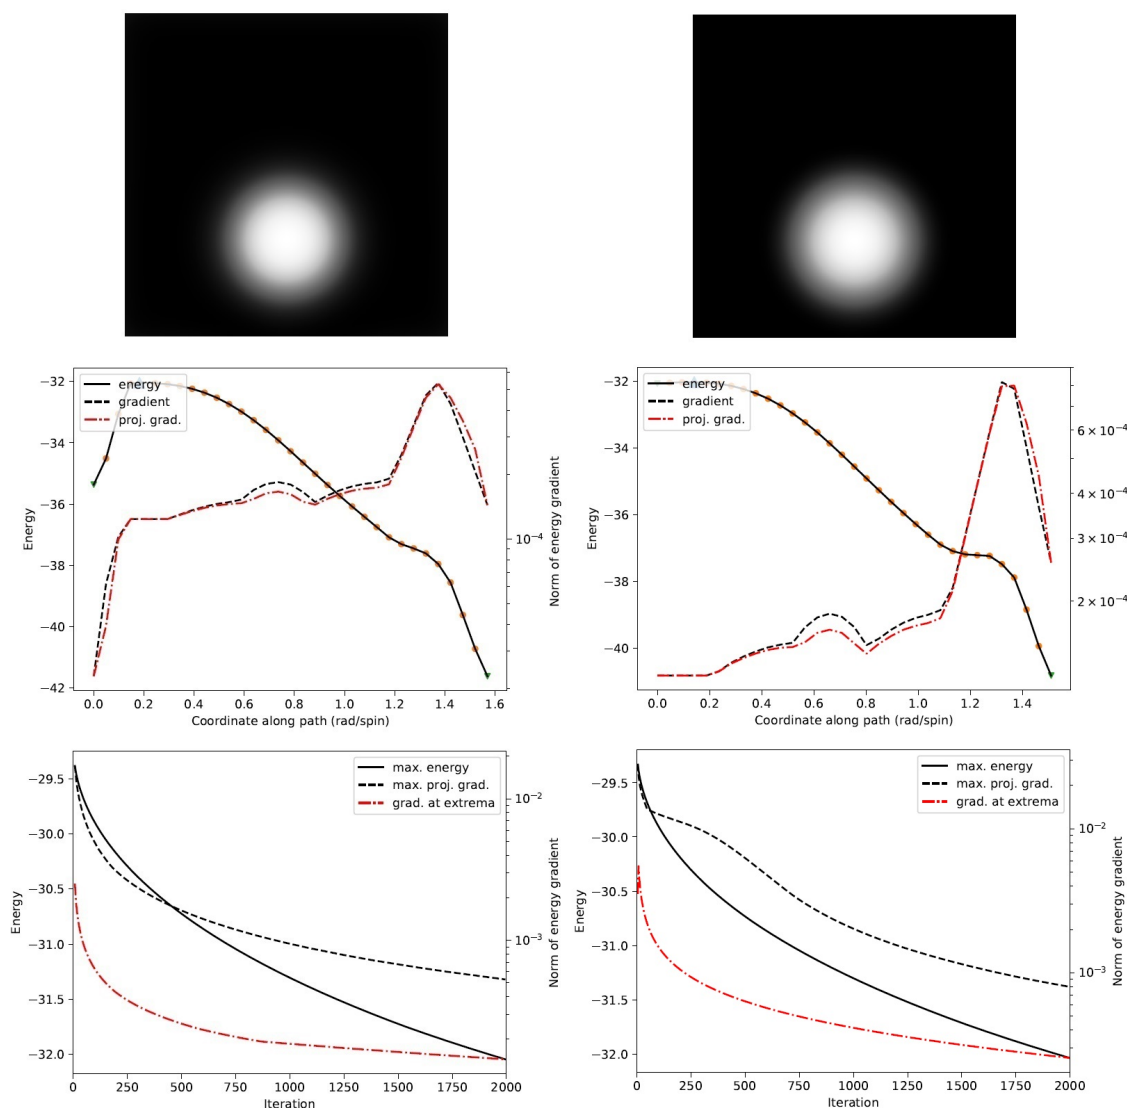 −32
−34
−36
−38
−40
−42
Energy
energy
gradient
proj. grad.
10⁻⁴
Norm of energy gradient
0.0 0.2 0.4 0.6 0.8 1.0 1.2 1.4 1.6
Coordinate along path (rad/spin)
−32
−34
−36
−38
−40
Energy
energy
gradient
proj. grad.
6 × 10⁻⁴
4 × 10⁻⁴
3 × 10⁻⁴
2 × 10⁻⁴
0.0 0.2 0.4 0.6 0.8 1.0 1.2 1.4
Coordinate along path (rad/spin)
−29.5
−30.0
−30.5
−31.0
−31.5
−32.0
Energy
max. energy
max. proj. grad.
grad. at extrema
10⁻²
10⁻³
Norm of energy gradient
0 250 500 750 1000 1250 1500 1750 2000
Iteration
−29.5
−30.0
−30.5
−31.0
−31.5
−32.0
Energy
max. energy
max. proj. grad.
grad. at extrema
10⁻²
10⁻³
Norm of energy gradient
0 250 500 750 1000 1250 1500 1750 2000
Iteration